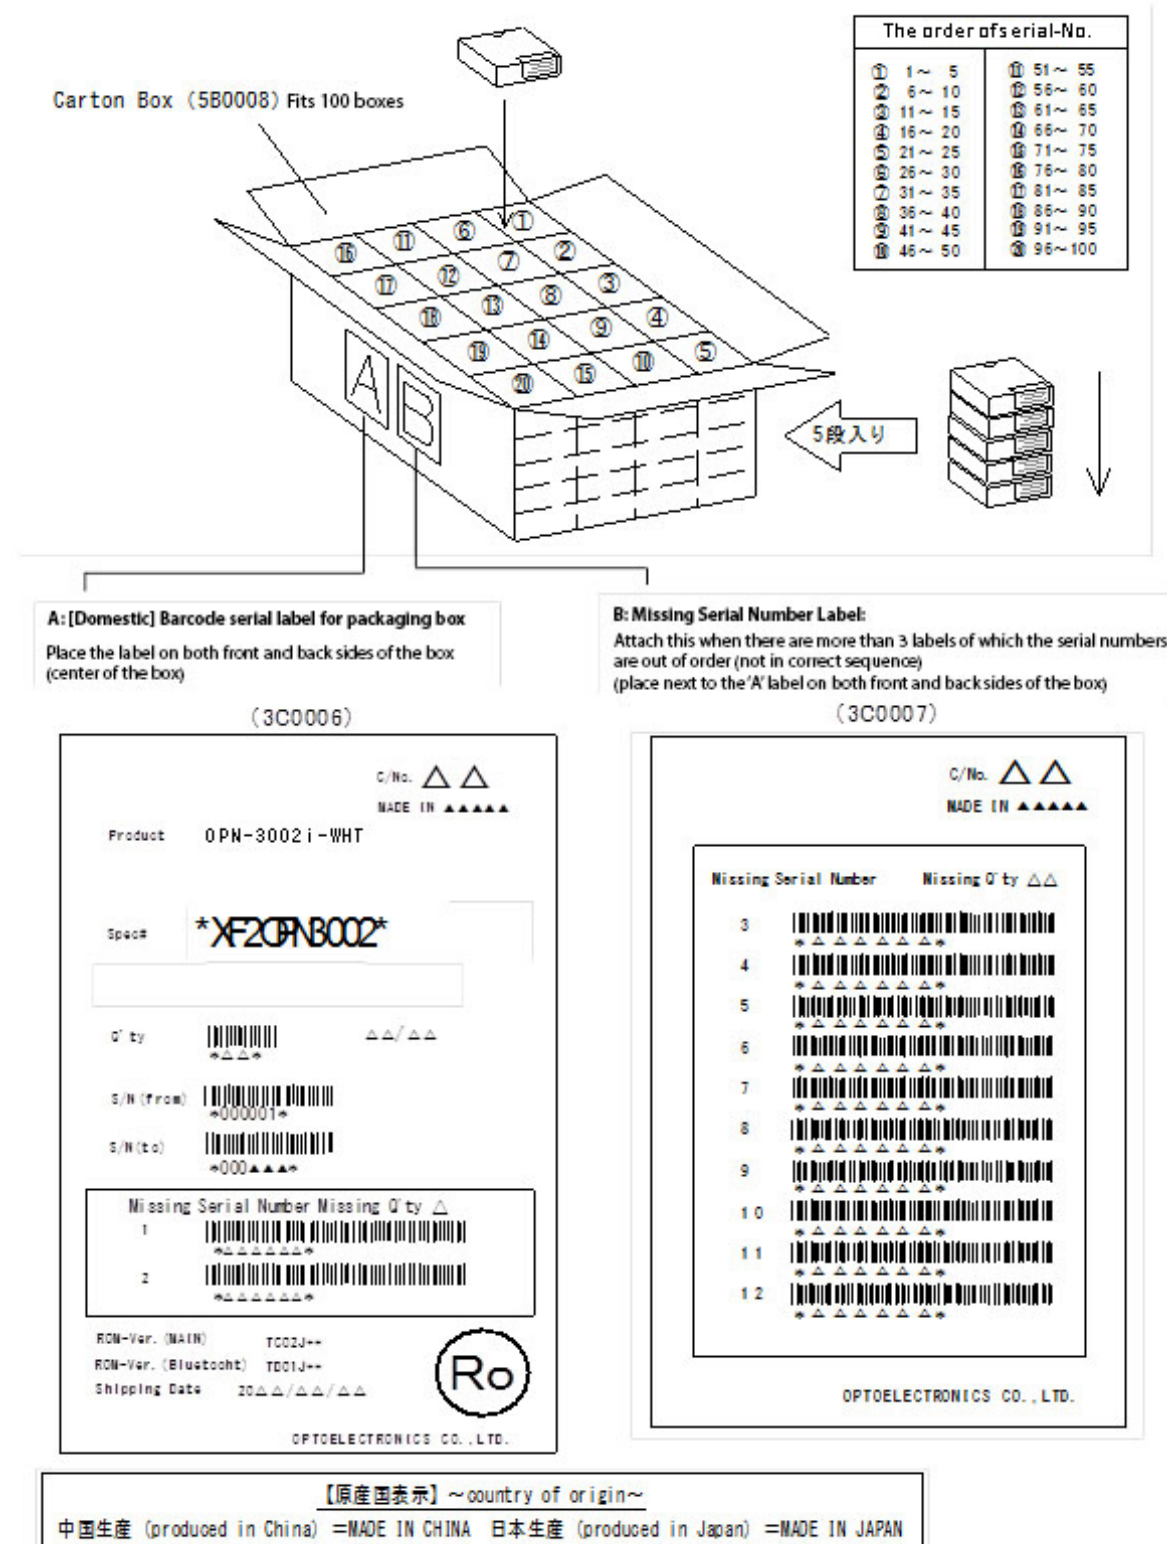 The order of serial-No.
① 1～ 5
② 6～ 10
③ 11～ 15
④ 16～ 20
⑤ 21～ 25
⑥ 26～ 30
⑦ 31～ 35
⑧ 36～ 40
⑨ 41～ 45
⑩ 46～ 50
⑪ 51～ 55
⑫ 56～ 60
⑬ 61～ 65
⑭ 66～ 70
⑮ 71～ 75
⑯ 76～ 80
⑰ 81～ 85
⑱ 86～ 90
⑲ 91～ 95
⑳ 96～100
Carton Box (5B0008) Fits 100 boxes
⑯ ⑪ ⑥ ①
⑰ ⑫ ⑦ ②
⑱ ⑬ ⑧ ③
⑲ ⑭ ⑨ ④
⑳ ⑮ ⑩ ⑤
A B
5段入り
A: [Domestic] Barcode serial label for packaging box
Place the label on both front and back sides of the box
(center of the box)
B: Missing Serial Number Label:
Attach this when there are more than 3 labels of which the serial numbers
are out of order (not in correct sequence)
(place next to the 'A' label on both front and back sides of the box)
(3C0006)
C/No. △ △
MADE IN ▲▲▲▲▲
Product OPN-3002i-WHT
Spec# *XF2OPN3002*
Q'ty △△/△△
*△△*
S/N(from)
*000001*
S/N(to)
*000▲▲▲*
Missing Serial Number Missing Q'ty △
1
*△△△△△△*
2
*△△△△△△*
ROM-Ver.(MAIN) TC02J++
ROM-Ver.(Bluetocht) TD01J++
Shipping Date 20△△/△△/△△
Ro
OPTOELECTRONICS CO.,LTD.
(3C0007)
C/No. △ △
MADE IN ▲▲▲▲▲
Missing Serial Number Missing Q'ty △△
3
*△△△△△△*
4
*△△△△△△*
5
*△△△△△△*
6
*△△△△△△*
7
*△△△△△△*
8
*△△△△△△*
9
*△△△△△△*
10
*△△△△△△*
11
*△△△△△△*
12
*△△△△△△*
OPTOELECTRONICS CO.,LTD.
【原産国表示】～country of origin～
中国生産 (produced in China) ＝MADE IN CHINA 日本生産 (produced in Japan) ＝MADE IN JAPAN